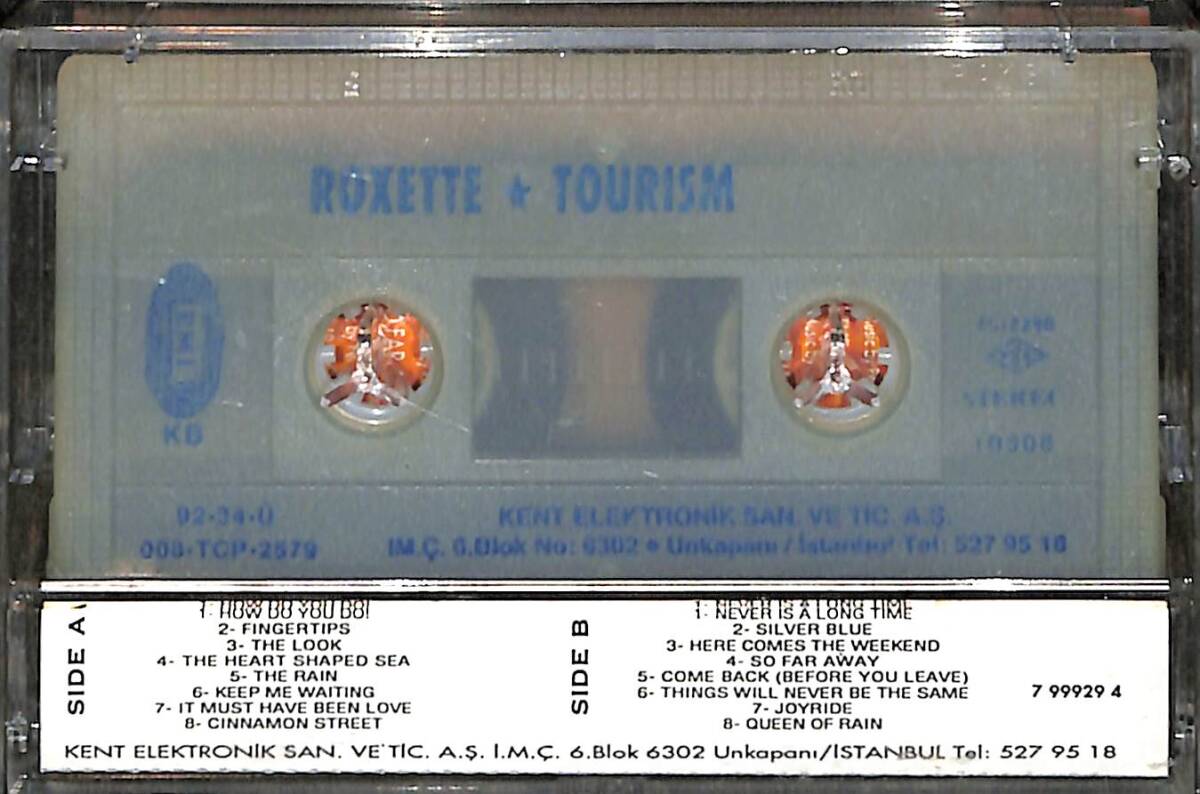 ROXETTE ★ TOURISM
KENT
KB
STEREO
10308
92-34-Ü
008-TCP-2579
KENT ELEKTRONİK SAN. VE TİC. A.Ş.
İM.Ç. 6.Blok No: 6302 • Unkapanı / İstanbul Tel: 527 95 18
SIDE A
1- HOW DO YOU DO!
2- FINGERTIPS
3- THE LOOK
4- THE HEART SHAPED SEA
5- THE RAIN
6- KEEP ME WAITING
7- IT MUST HAVE BEEN LOVE
8- CINNAMON STREET
SIDE B
1- NEVER IS A LONG TIME
2- SILVER BLUE
3- HERE COMES THE WEEKEND
4- SO FAR AWAY
5- COME BACK (BEFORE YOU LEAVE)
6- THINGS WILL NEVER BE THE SAME
7- JOYRIDE
8- QUEEN OF RAIN
7 99929 4
KENT ELEKTRONİK SAN. VE TİC. A.Ş. İ.M.Ç. 6.Blok 6302 Unkapanı/İSTANBUL Tel: 527 95 18